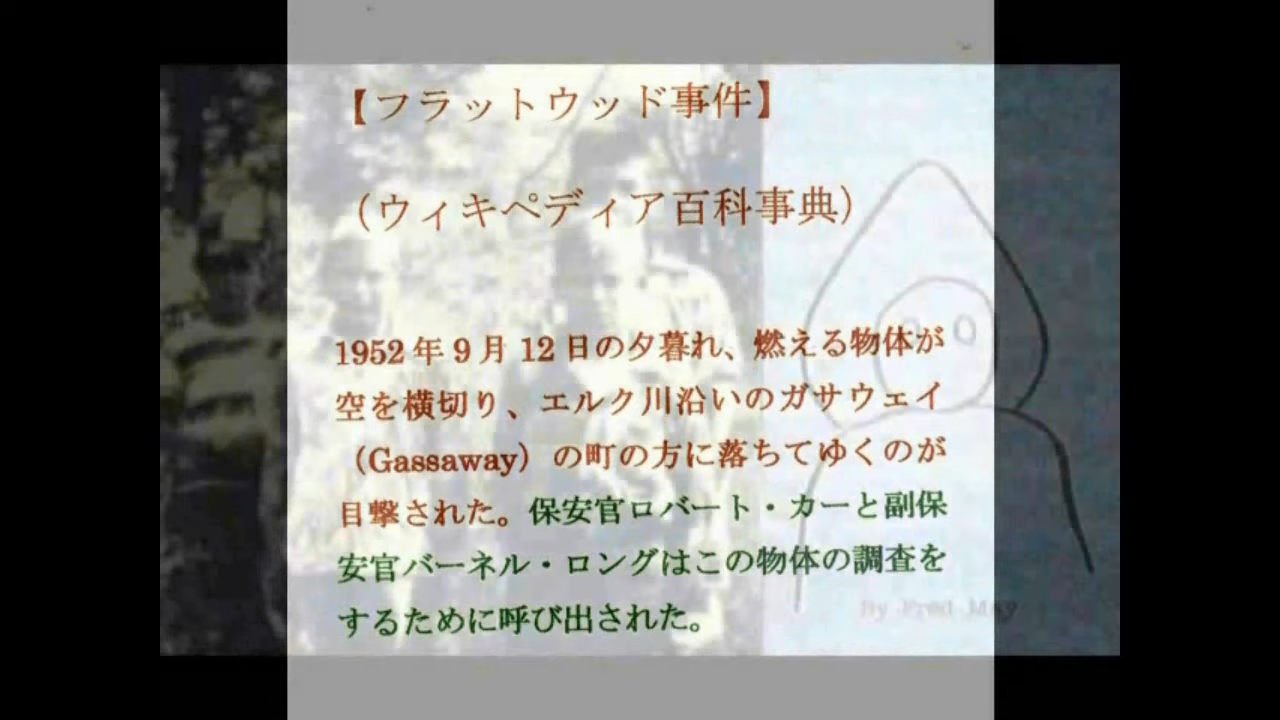 【フラットウッド事件】
（ウィキペディア百科事典）
1952年9月12日の夕暮れ、燃える物体が
空を横切り、エルク川沿いのガサウェイ
（Gassaway）の町の方に落ちてゆくのが
目撃された。保安官ロバート・カーと副保
安官バーネル・ロングはこの物体の調査を
するために呼び出された。
By Fred May